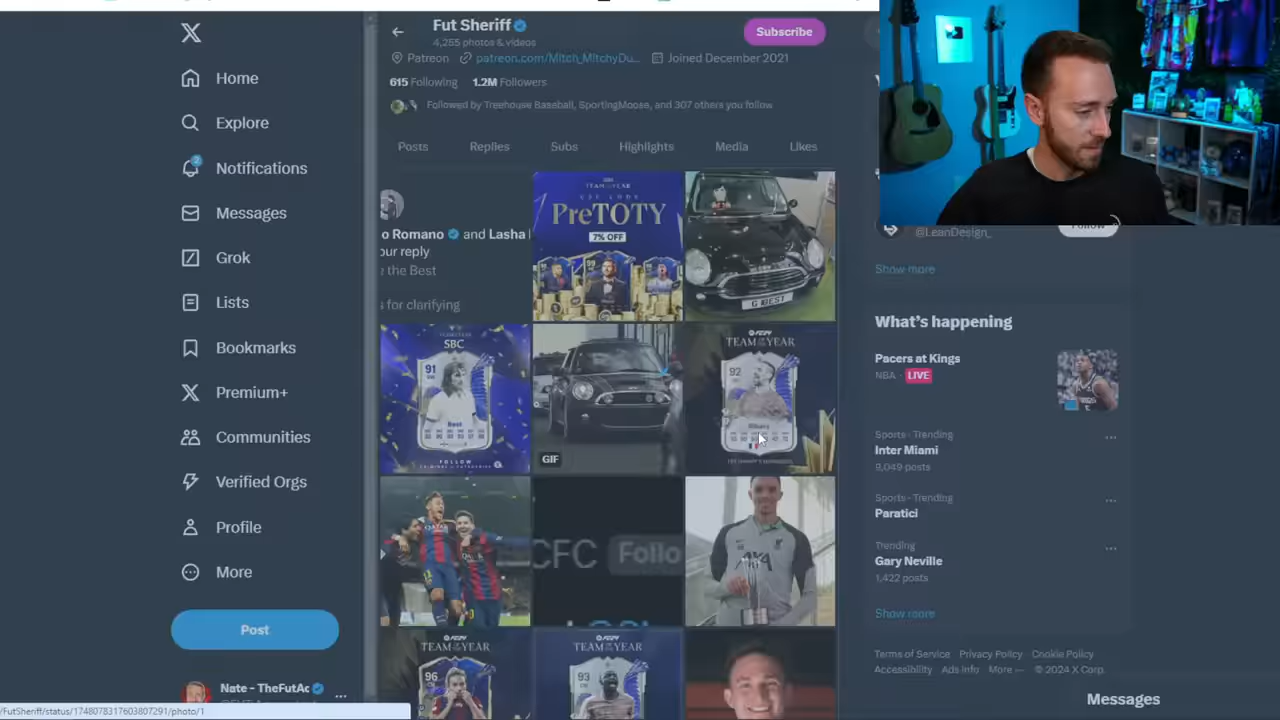 Fut Sheriff
4,255 photos & videos
Subscribe
Patreon
patreon.com/Mitch_MitchyDu...
Joined December 2021
615 Following
1.2M Followers
Followed by Treehouse Baseball, SportingMoose, and 307 others you follow
Posts
Replies
Subs
Highlights
Media
Likes
Home
Explore
2
Notifications
Messages
Grok
Lists
Bookmarks
Premium+
Communities
Verified Orgs
Profile
More
Post
Nate - TheFutAc
o Romano and Lasha
our reply
the Best
for clarifying
TEAM OF THE YEAR
PreTOTY
7% OFF
G BEST
SBC
91
Best
FOLLOW
GIF
TEAM OF THE YEAR
92
Ribéry
QATAR
CFC
Follo
AXA
TEAM OF THE YEAR
96
TEAM OF THE YEAR
93
@LeanDesign_
Follow
Show more
What's happening
Pacers at Kings
NBA · LIVE
Sports · Trending
Inter Miami
9,049 posts
Sports · Trending
Paratici
Trending
Gary Neville
1,422 posts
Show more
Terms of Service Privacy Policy Cookie Policy
Accessibility Ads info More ··· © 2024 X Corp.
Messages
/FutSheriff/status/1748078317603807291/photo/1